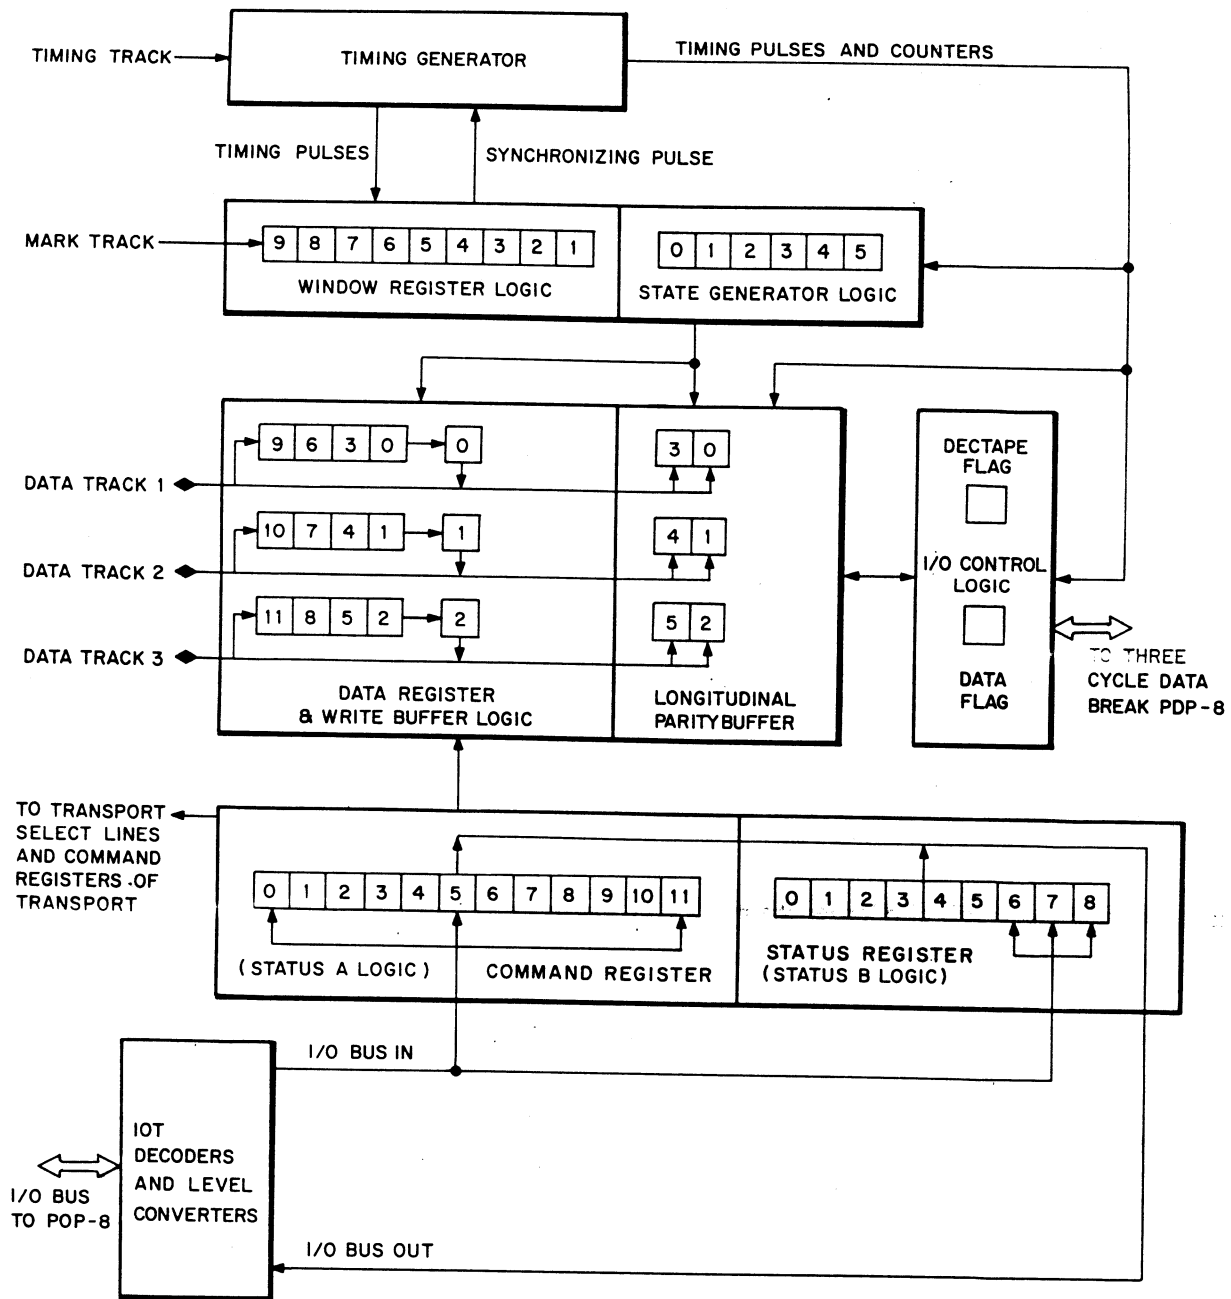 TIMING TRACK
TIMING GENERATOR
TIMING PULSES AND COUNTERS
TIMING PULSES
SYNCHRONIZING PULSE
MARK TRACK
9 8 7 6 5 4 3 2 1
WINDOW REGISTER LOGIC
0 1 2 3 4 5
STATE GENERATOR LOGIC
DATA TRACK 1
9 6 3 0
0
3 0
DATA TRACK 2
10 7 4 1
1
4 1
DATA TRACK 3
11 8 5 2
2
5 2
DATA REGISTER
& WRITE BUFFER LOGIC
LONGITUDINAL
PARITY BUFFER
DECTAPE
FLAG
I/O CONTROL
LOGIC
DATA
FLAG
TO THREE
CYCLE DATA
BREAK PDP-8
TO TRANSPORT
SELECT LINES
AND COMMAND
REGISTERS OF
TRANSPORT
0 1 2 3 4 5 6 7 8 9 10 11
(STATUS A LOGIC)
COMMAND REGISTER
0 1 2 3 4 5 6 7 8
STATUS REGISTER
(STATUS B LOGIC)
I/O BUS IN
IOT
DECODERS
AND LEVEL
CONVERTERS
I/O BUS
TO POP-8
I/O BUS OUT